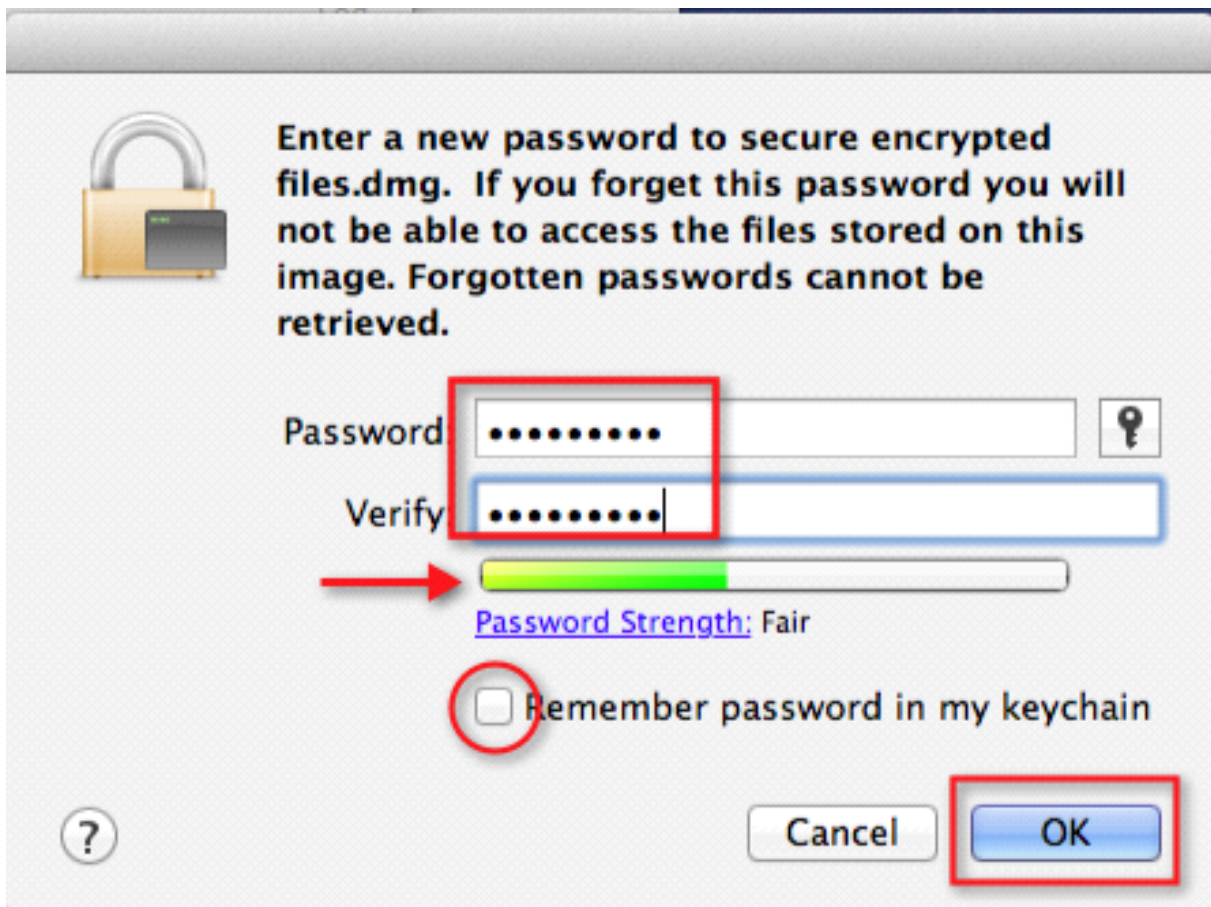 Enter a new password to secure encrypted
files.dmg.  If you forget this password you will
not be able to access the files stored on this
image. Forgotten passwords cannot be
retrieved.
Password: •••••••••
Verify: •••••••••
Password Strength: Fair
Remember password in my keychain
? Cancel OK